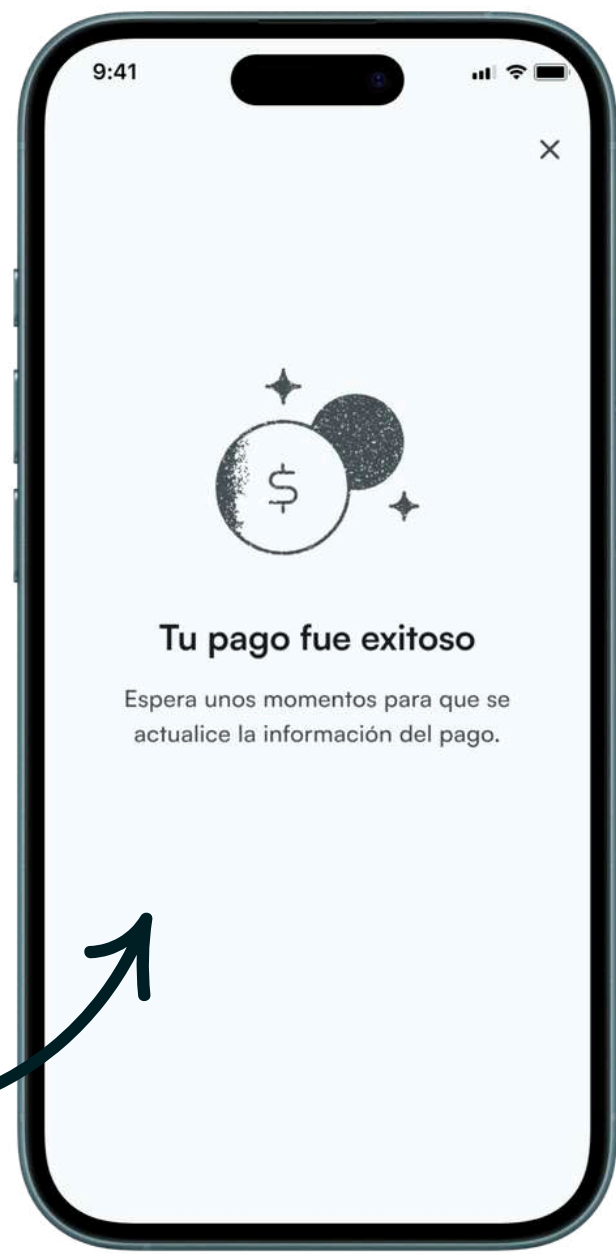 9:41
$
Tu pago fue exitoso
Espera unos momentos para que se
actualice la información del pago.